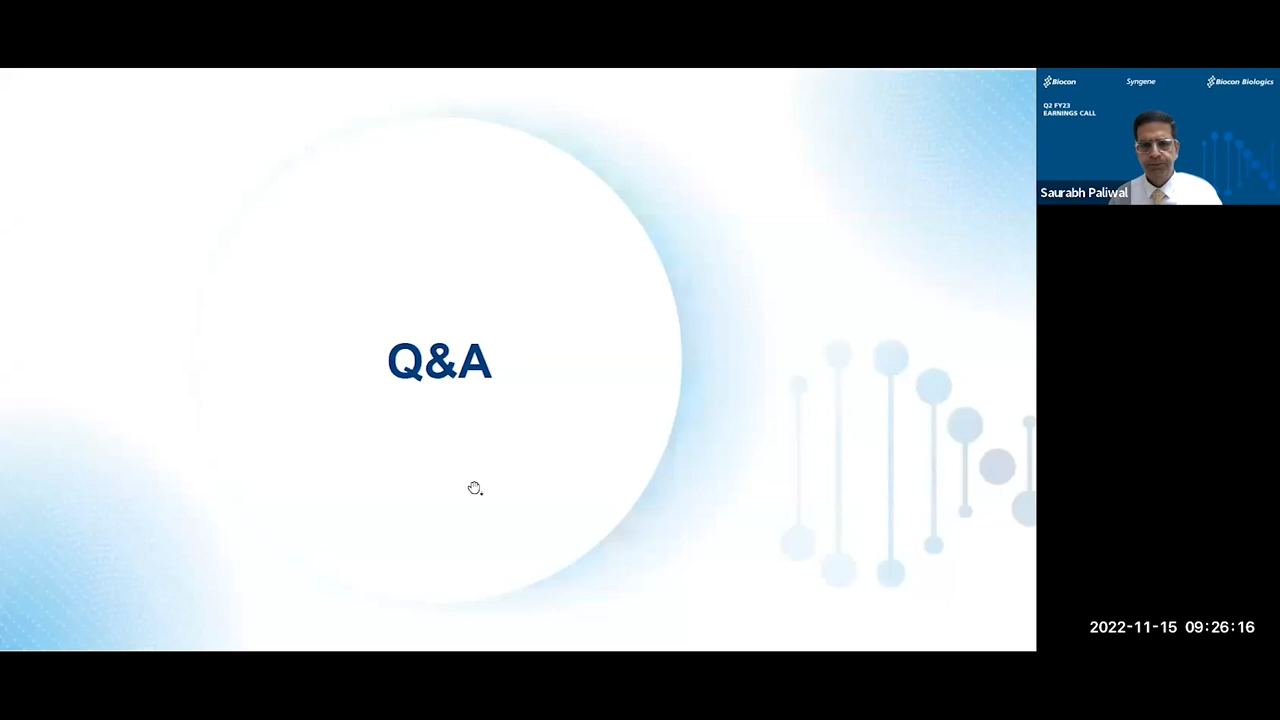 Q&A
Biocon
Syngene
Biocon Biologics
Q2 FY23
EARNINGS CALL
Saurabh Paliwal
2022-11-15 09:26:16